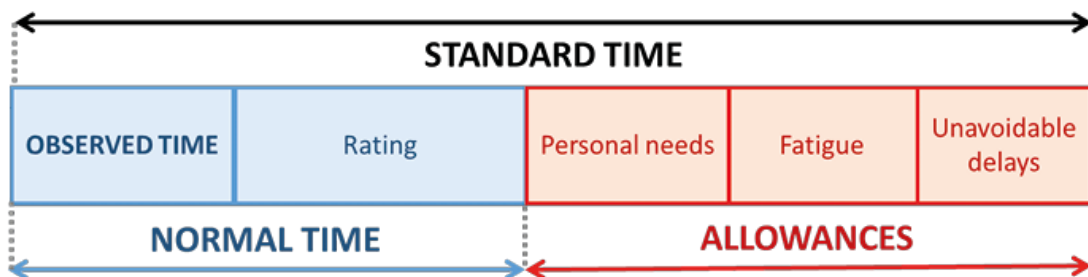 STANDARD TIME
OBSERVED TIME
Rating
Personal needs
Fatigue
Unavoidable
delays
NORMAL TIME
ALLOWANCES